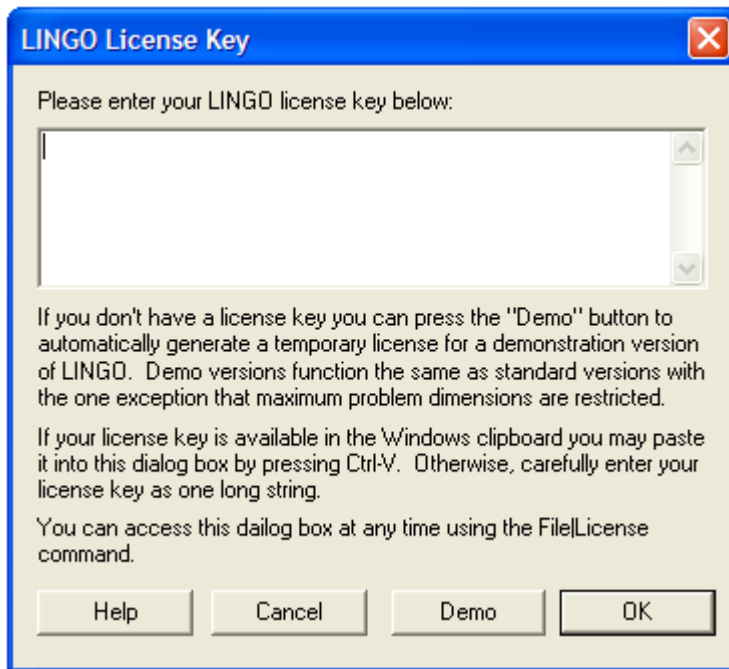 LINGO License Key
Please enter your LINGO license key below:
If you don't have a license key you can press the "Demo" button to
automatically generate a temporary license for a demonstration version
of LINGO.  Demo versions function the same as standard versions with
the one exception that maximum problem dimensions are restricted.
If your license key is available in the Windows clipboard you may paste
it into this dialog box by pressing Ctrl-V.  Otherwise, carefully enter your
license key as one long string.
You can access this dailog box at any time using the File|License
command.
Help Cancel Demo OK